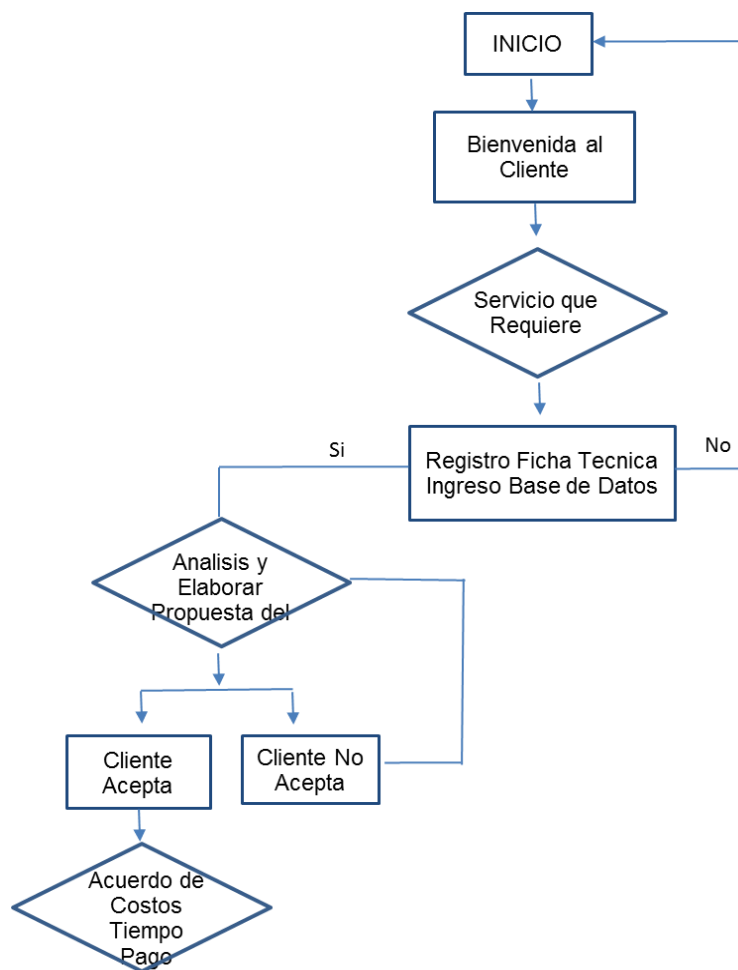 INICIO
Bienvenida al
Cliente
Servicio que
Requiere
Si
Registro Ficha Tecnica
Ingreso Base de Datos
No
Analisis y
Elaborar
Propuesta del
Cliente
Acepta
Cliente No
Acepta
Acuerdo de
Costos
Tiempo
Pago